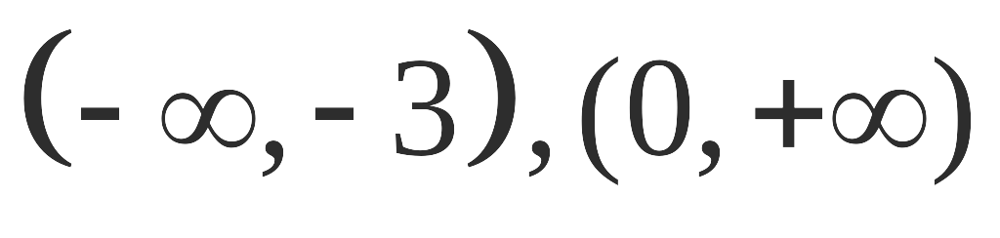 (- ∞, - 3), (0, +∞)